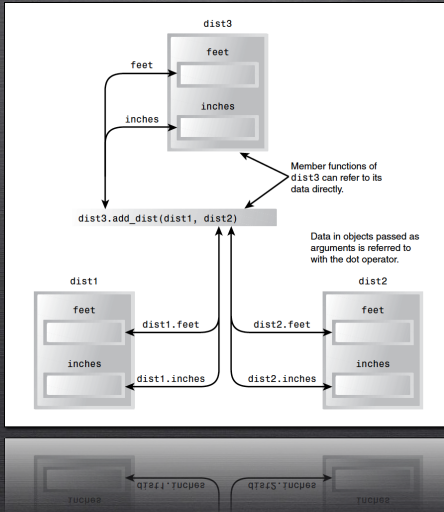 dist3
feet
feet
inches
inches
Member functions of
dist3 can refer to its
data directly.
dist3.add_dist(dist1, dist2)
Data in objects passed as
arguments is referred to
with the dot operator.
dist1
dist2
feet
feet
dist1.feet
dist2.feet
inches
inches
dist1.inches
dist2.inches